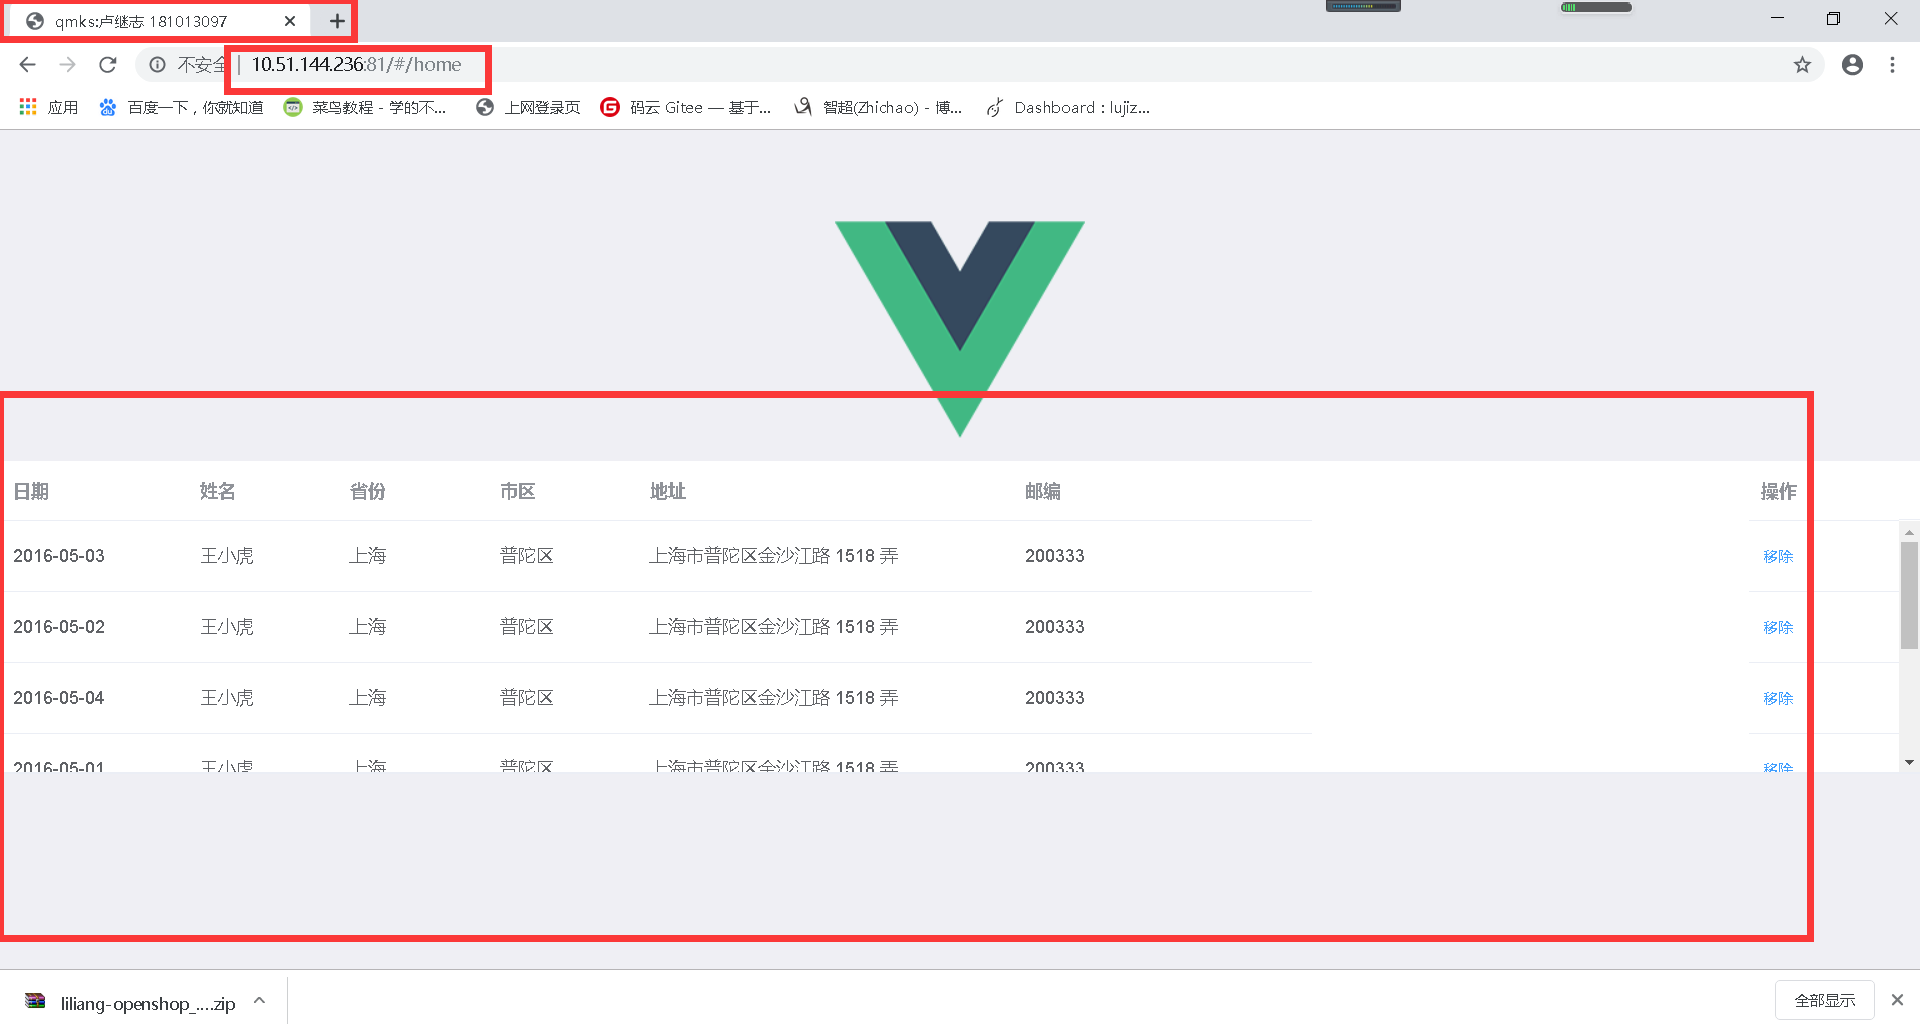 qmks:卢继志 181013097
不安全 | 10.51.144.236:81/#/home
应用 百度一下，你就知道 菜鸟教程 - 学的不... 上网登录页 码云 Gitee — 基于... 智超(Zhichao) - 博... Dashboard : lujiz...
日期 姓名 省份 市区 地址 邮编 操作
2016-05-03 王小虎 上海 普陀区 上海市普陀区金沙江路 1518 弄 200333 移除
2016-05-02 王小虎 上海 普陀区 上海市普陀区金沙江路 1518 弄 200333 移除
2016-05-04 王小虎 上海 普陀区 上海市普陀区金沙江路 1518 弄 200333 移除
2016-05-01 王小虎 上海 普陀区 上海市普陀区金沙江路 1518 弄 200333 移除
liliang-openshop_....zip 全部显示